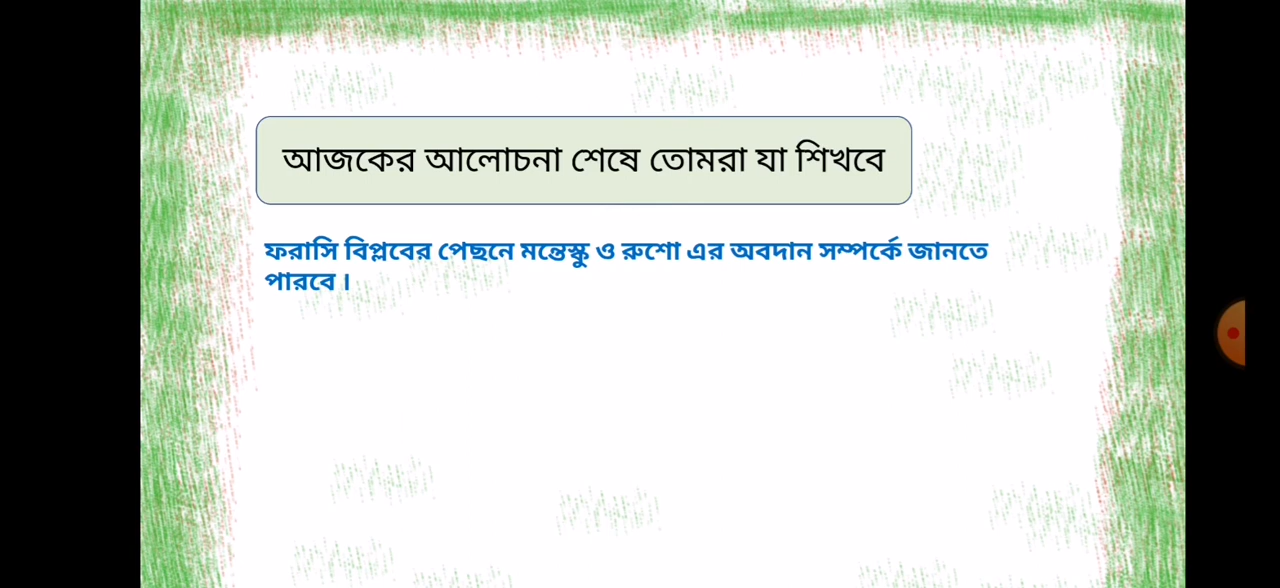 আজকের আলোচনা শেষে তোমরা যা শিখবে
ফরাসি বিপ্লবের পেছনে মন্তেস্কু ও রুশো এর অবদান সম্পর্কে জানতে
পারবে ।